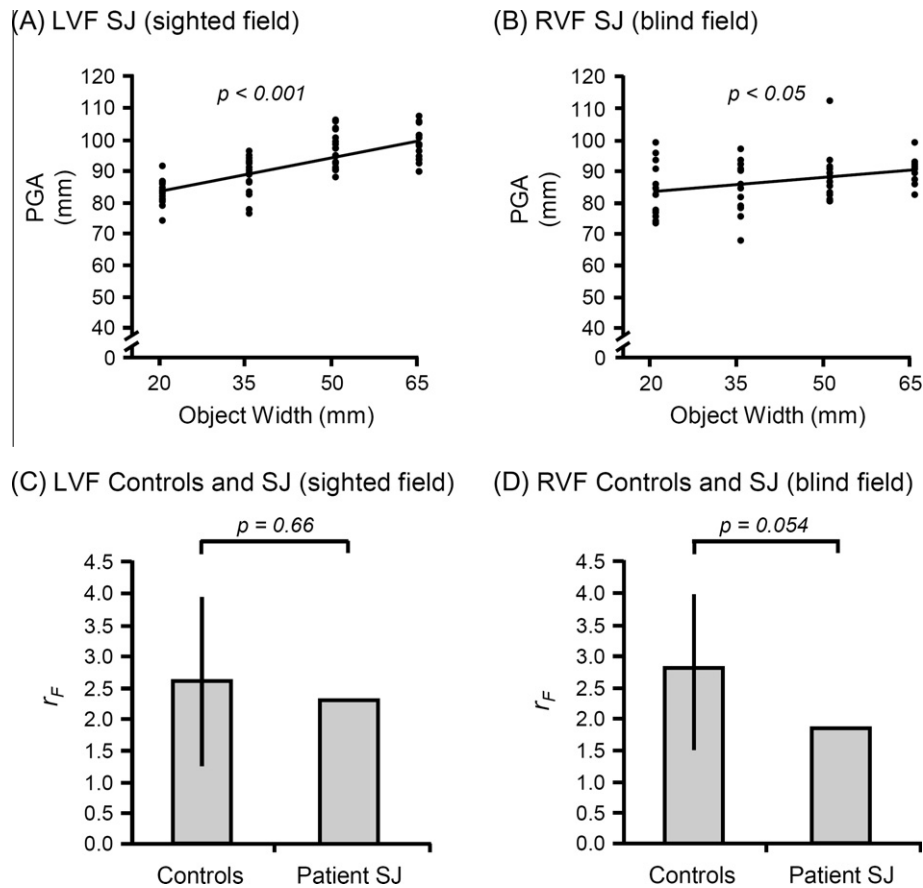 (A) LVF SJ (sighted field)
120
110
100
90
80
70
60
50
40
0
PGA
(mm)
p < 0.001
20
35
50
65
Object Width (mm)
(B) RVF SJ (blind field)
120
110
100
90
80
70
60
50
40
0
PGA
(mm)
p < 0.05
20
35
50
65
Object Width (mm)
(C) LVF Controls and SJ (sighted field)
p = 0.66
4.5
4.0
3.5
3.0
2.5
2.0
1.5
1.0
0.5
0.0
rF
Controls
Patient SJ
(D) RVF Controls and SJ (blind field)
p = 0.054
4.5
4.0
3.5
3.0
2.5
2.0
1.5
1.0
0.5
0.0
rF
Controls
Patient SJ